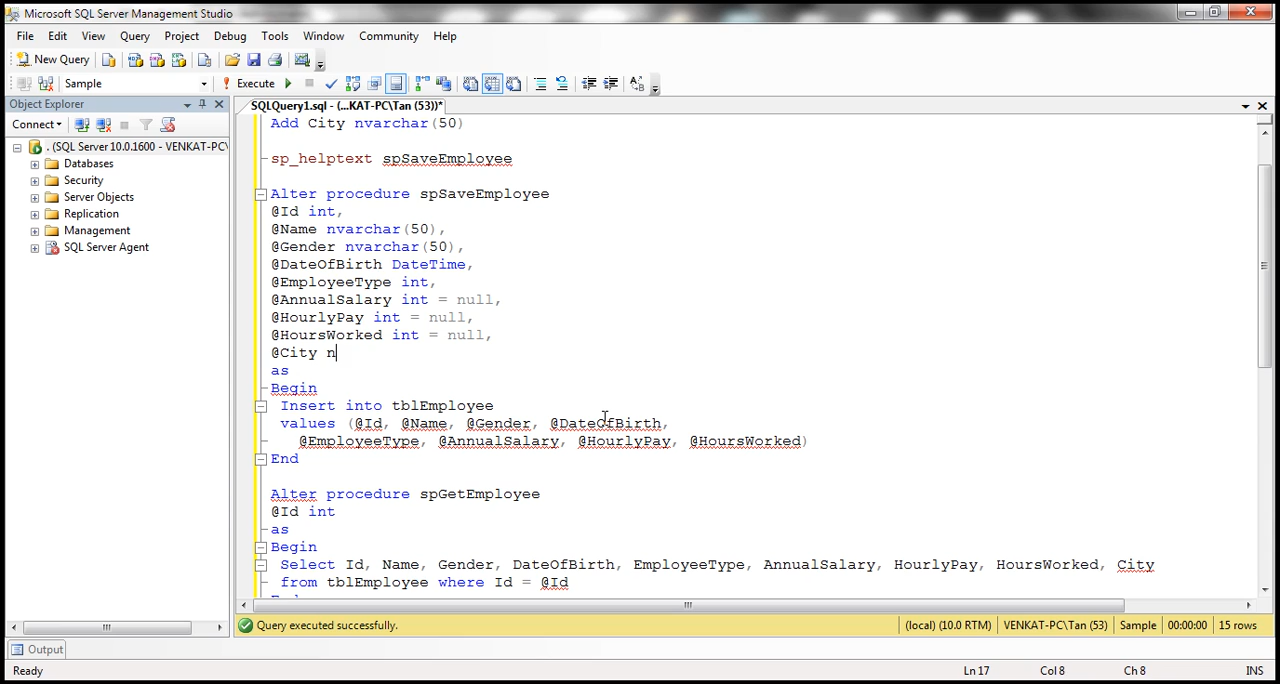 Microsoft SQL Server Management Studio
File Edit View Query Project Debug Tools Window Community Help
New Query
Sample Execute
Object Explorer
SQLQuery1.sql - (...KAT-PC\Tan (53))*
Connect
. (SQL Server 10.0.1600 - VENKAT-PC\
Databases
Security
Server Objects
Replication
Management
SQL Server Agent
Add City nvarchar(50)
sp_helptext spSaveEmployee
Alter procedure spSaveEmployee
@Id int,
@Name nvarchar(50),
@Gender nvarchar(50),
@DateOfBirth DateTime,
@EmployeeType int,
@AnnualSalary int = null,
@HourlyPay int = null,
@HoursWorked int = null,
@City n
as
Begin
Insert into tblEmployee
values (@Id, @Name, @Gender, @DateOfBirth,
@EmployeeType, @AnnualSalary, @HourlyPay, @HoursWorked)
End
Alter procedure spGetEmployee
@Id int
as
Begin
Select Id, Name, Gender, DateOfBirth, EmployeeType, AnnualSalary, HourlyPay, HoursWorked, City
from tblEmployee where Id = @Id
Query executed successfully. (local) (10.0 RTM) VENKAT-PC\Tan (53) Sample 00:00:00 15 rows
Output
Ready Ln 17 Col 8 Ch 8 INS